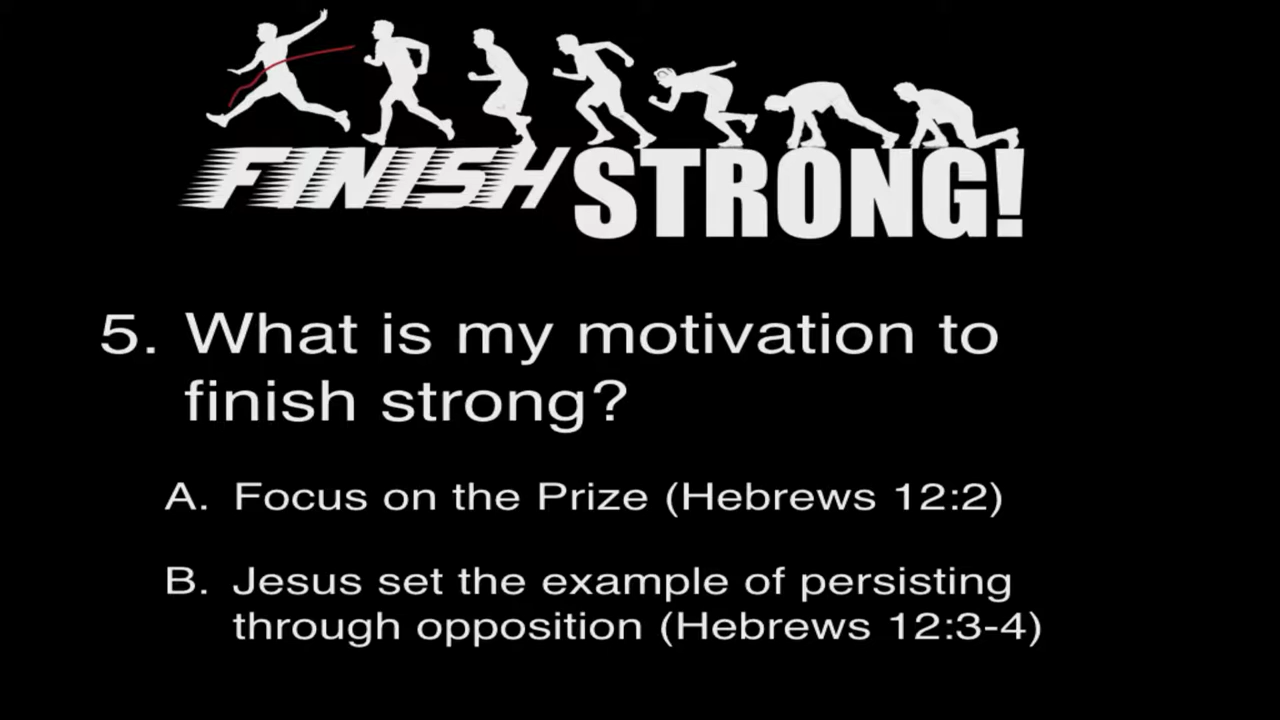 FINISH STRONG!
5. What is my motivation to
finish strong?
A. Focus on the Prize (Hebrews 12:2)
B. Jesus set the example of persisting
through opposition (Hebrews 12:3-4)